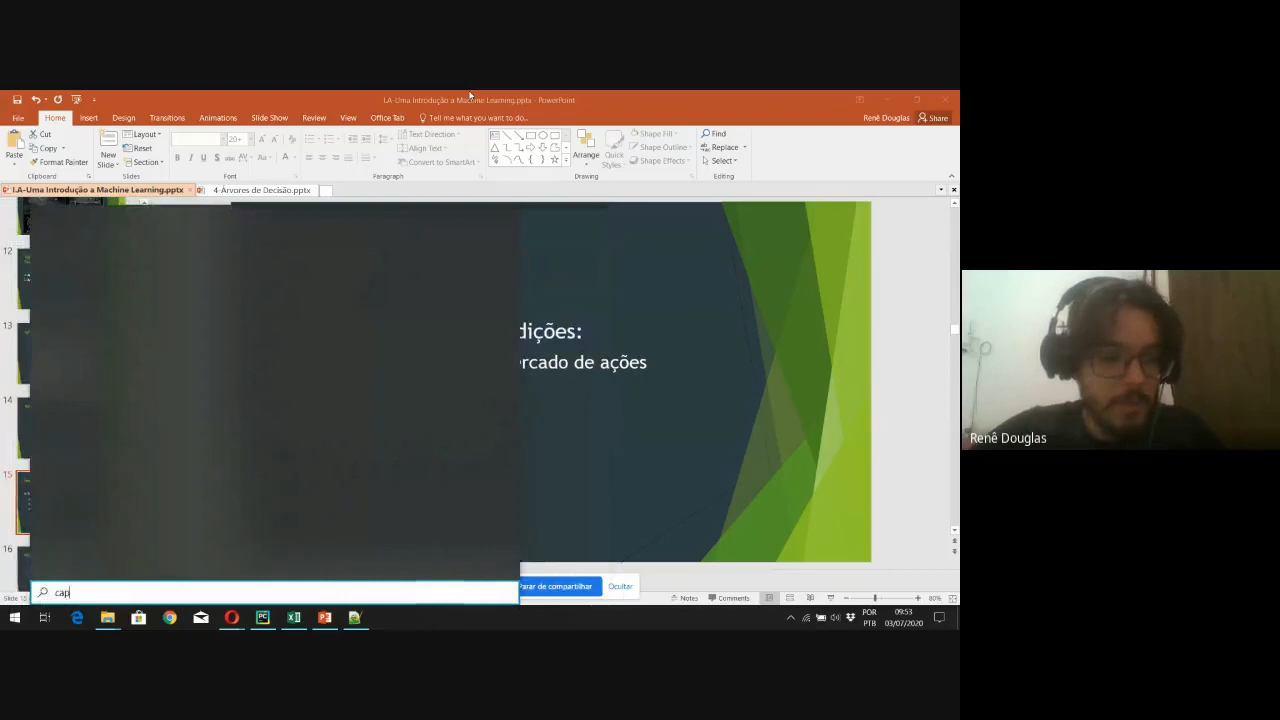 LA-Uma Introdução a Machine Learning.pptx - PowerPoint
File Home Insert Design Transitions Animations Slide Show Review View Office Tab Tell me what you want to do... Renê Douglas Share
Paste Cut Copy Format Painter Clipboard
New Slide Layout Reset Section Slides
20+ Font
Text Direction Align Text Convert to SmartArt Paragraph
Arrange Quick Styles Shape Fill Shape Outline Shape Effects Drawing
Find Replace Select Editing
LA-Uma Introdução a Machine Learning.pptx 4-Árvores de Decisão.pptx
12
13
14
15
16
dições:
ercado de ações
Renê Douglas
Parar de compartilhar Ocultar
cap
Slide 15 Notes Comments 80%
POR 09:53
PTB 03/07/2020